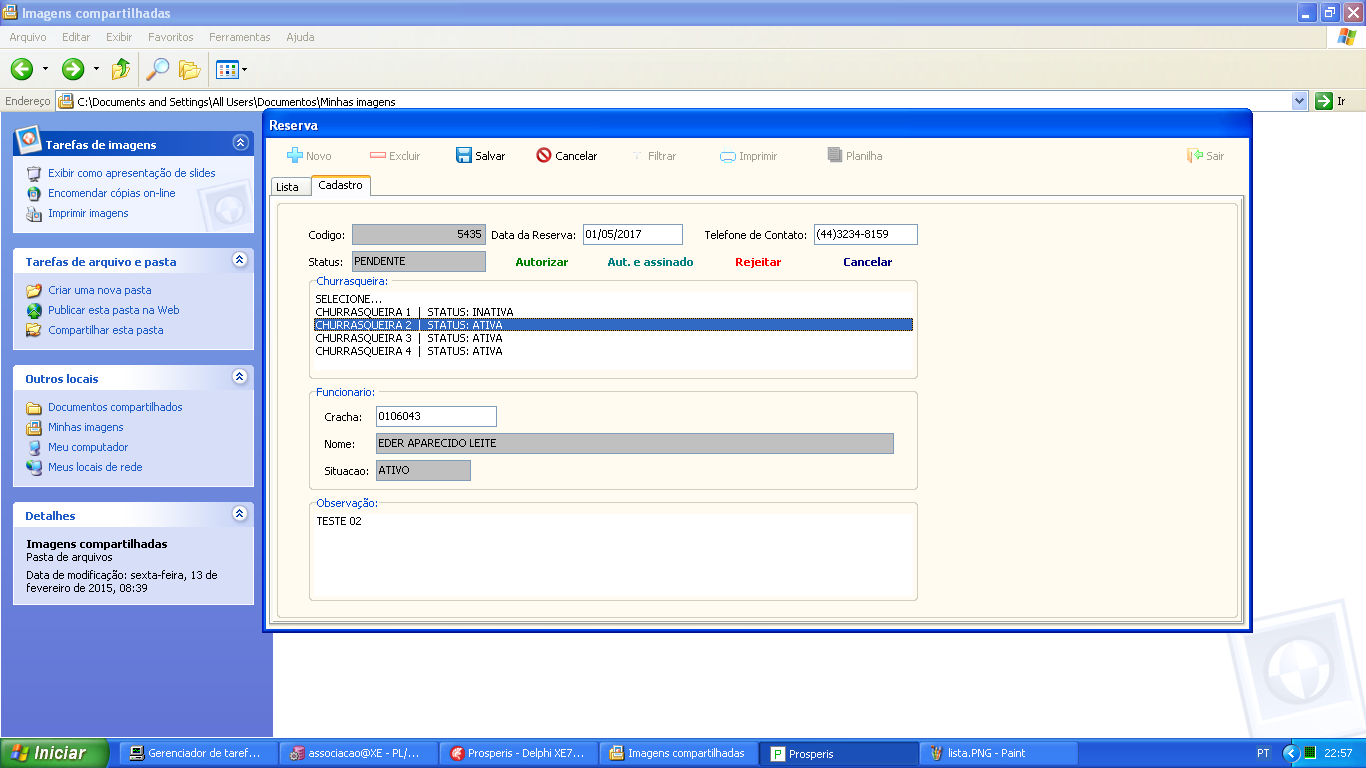 Imagens compartilhadas
Arquivo Editar Exibir Favoritos Ferramentas Ajuda
Endereço C:\Documents and Settings\All Users\Documentos\Minhas imagens Ir
Tarefas de imagens
Exibir como apresentação de slides
Encomendar cópias on-line
Imprimir imagens
Tarefas de arquivo e pasta
Criar uma nova pasta
Publicar esta pasta na Web
Compartilhar esta pasta
Outros locais
Documentos compartilhados
Minhas imagens
Meu computador
Meus locais de rede
Detalhes
Imagens compartilhadas
Pasta de arquivos
Data de modificação: sexta-feira, 13 de
fevereiro de 2015, 08:39
Reserva
Novo Excluir Salvar Cancelar Filtrar Imprimir Planilha Sair
Lista Cadastro
Codigo: 5435 Data da Reserva: 01/05/2017 Telefone de Contato: (44)3234-8159
Status: PENDENTE Autorizar Aut. e assinado Rejeitar Cancelar
Churrasqueira:
SELECIONE...
CHURRASQUEIRA 1 | STATUS: INATIVA
CHURRASQUEIRA 2 | STATUS: ATIVA
CHURRASQUEIRA 3 | STATUS: ATIVA
CHURRASQUEIRA 4 | STATUS: ATIVA
Funcionario:
Cracha: 0106043
Nome: EDER APARECIDO LEITE
Situacao: ATIVO
Observação:
TESTE 02
Iniciar Gerenciador de taref... associacao@XE - PL/... Prosperis - Delphi XE7... Imagens compartilhadas Prosperis lista.PNG - Paint PT 22:57